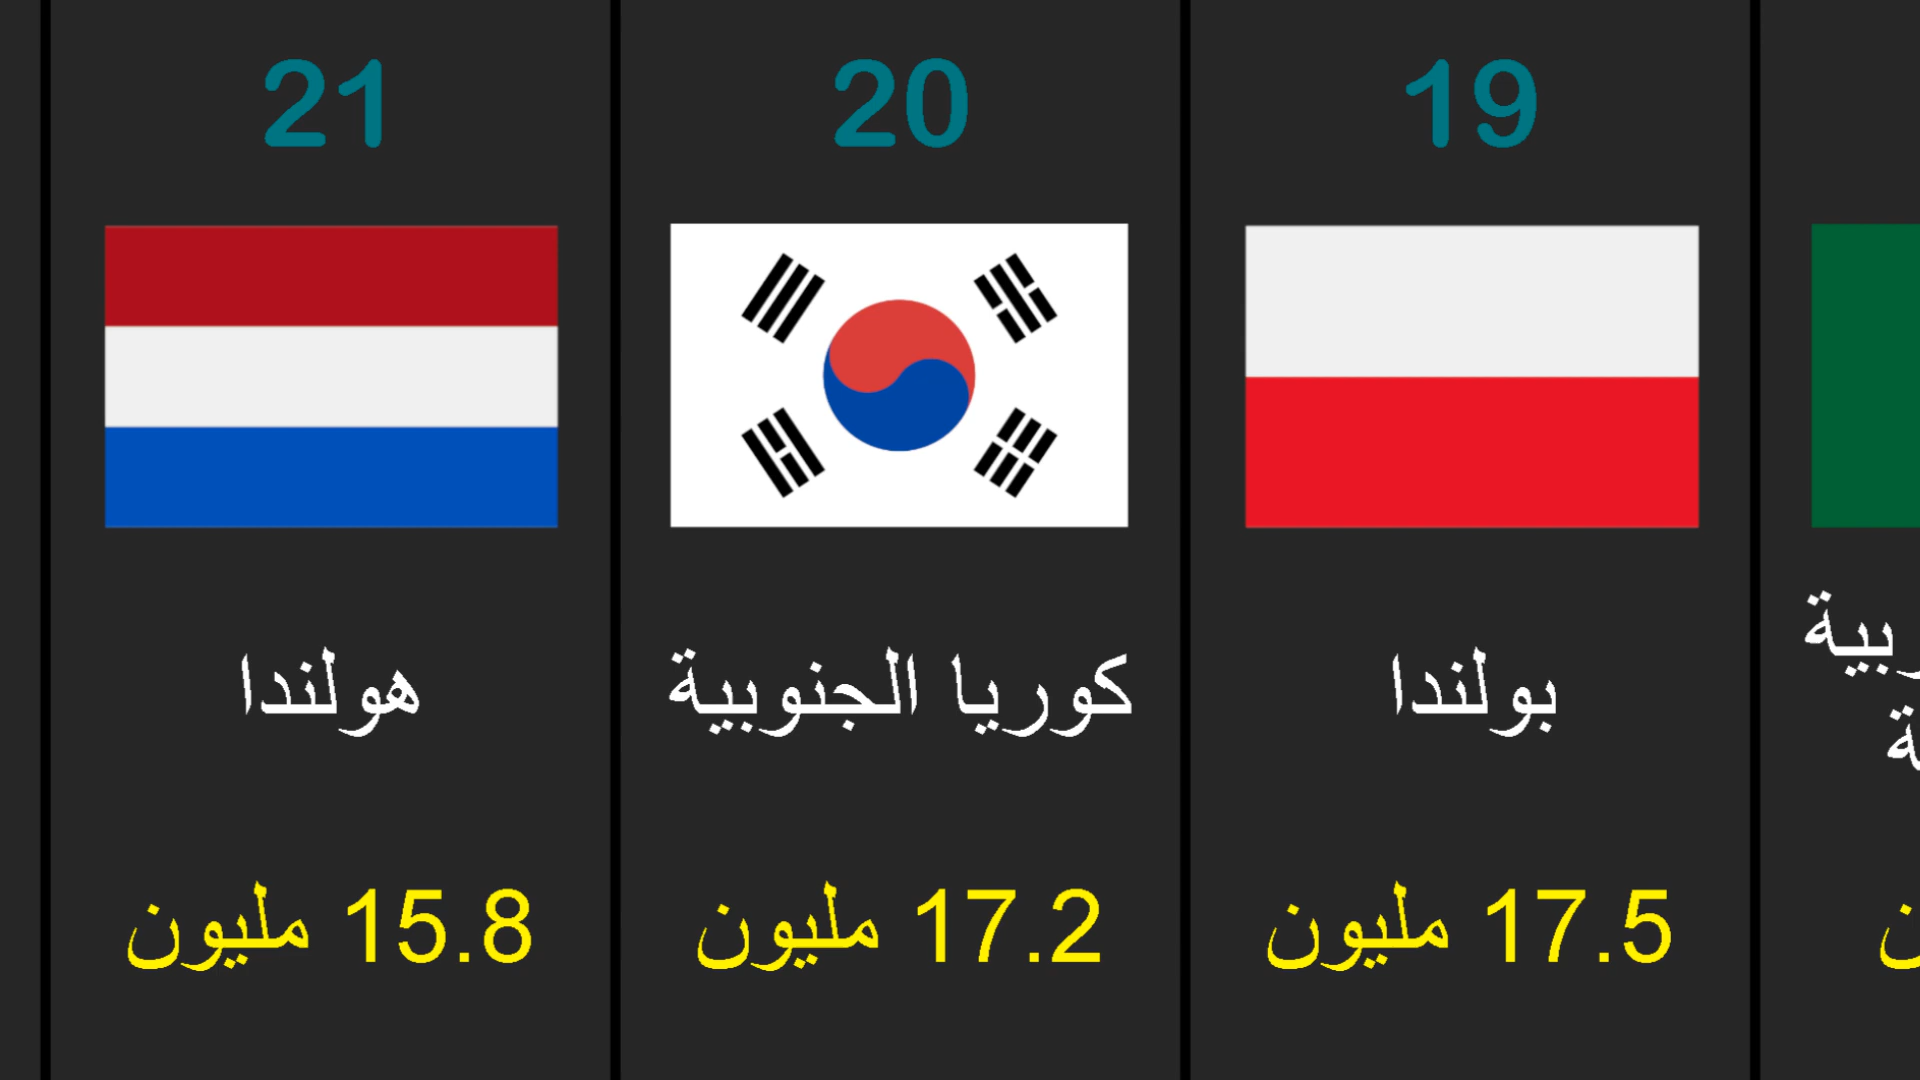 21
هولندا
15.8 مليون
20
كوريا الجنوبية
17.2 مليون
19
بولندا
17.5 مليون